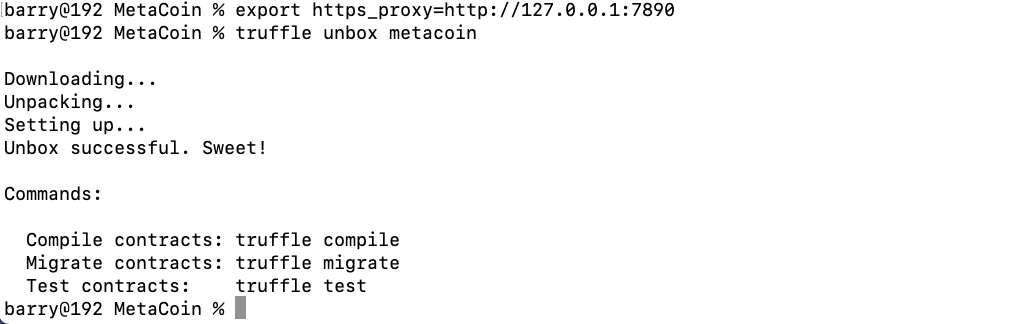 barry@192 MetaCoin % export https_proxy=http://127.0.0.1:7890
barry@192 MetaCoin % truffle unbox metacoin
Downloading...
Unpacking...
Setting up...
Unbox successful. Sweet!
Commands:
Compile contracts: truffle compile
Migrate contracts: truffle migrate
Test contracts: truffle test
barry@192 MetaCoin %